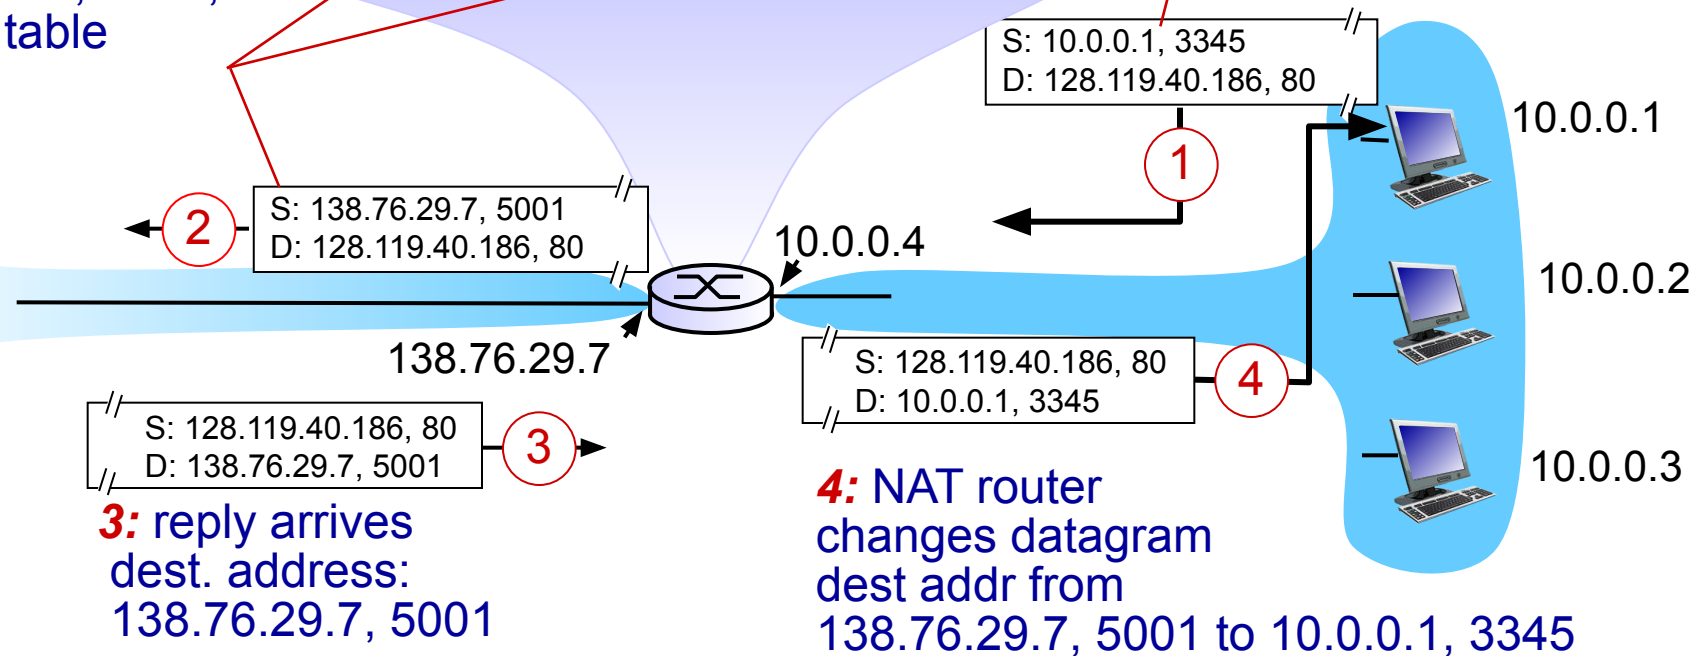 table
S: 10.0.0.1, 3345
D: 128.119.40.186, 80
10.0.0.1
1
2
S: 138.76.29.7, 5001
D: 128.119.40.186, 80
10.0.0.4
10.0.0.2
138.76.29.7
S: 128.119.40.186, 80
D: 10.0.0.1, 3345
4
S: 128.119.40.186, 80
D: 138.76.29.7, 5001
3
10.0.0.3
3: reply arrives
dest. address:
138.76.29.7, 5001
4: NAT router
changes datagram
dest addr from
138.76.29.7, 5001 to 10.0.0.1, 3345